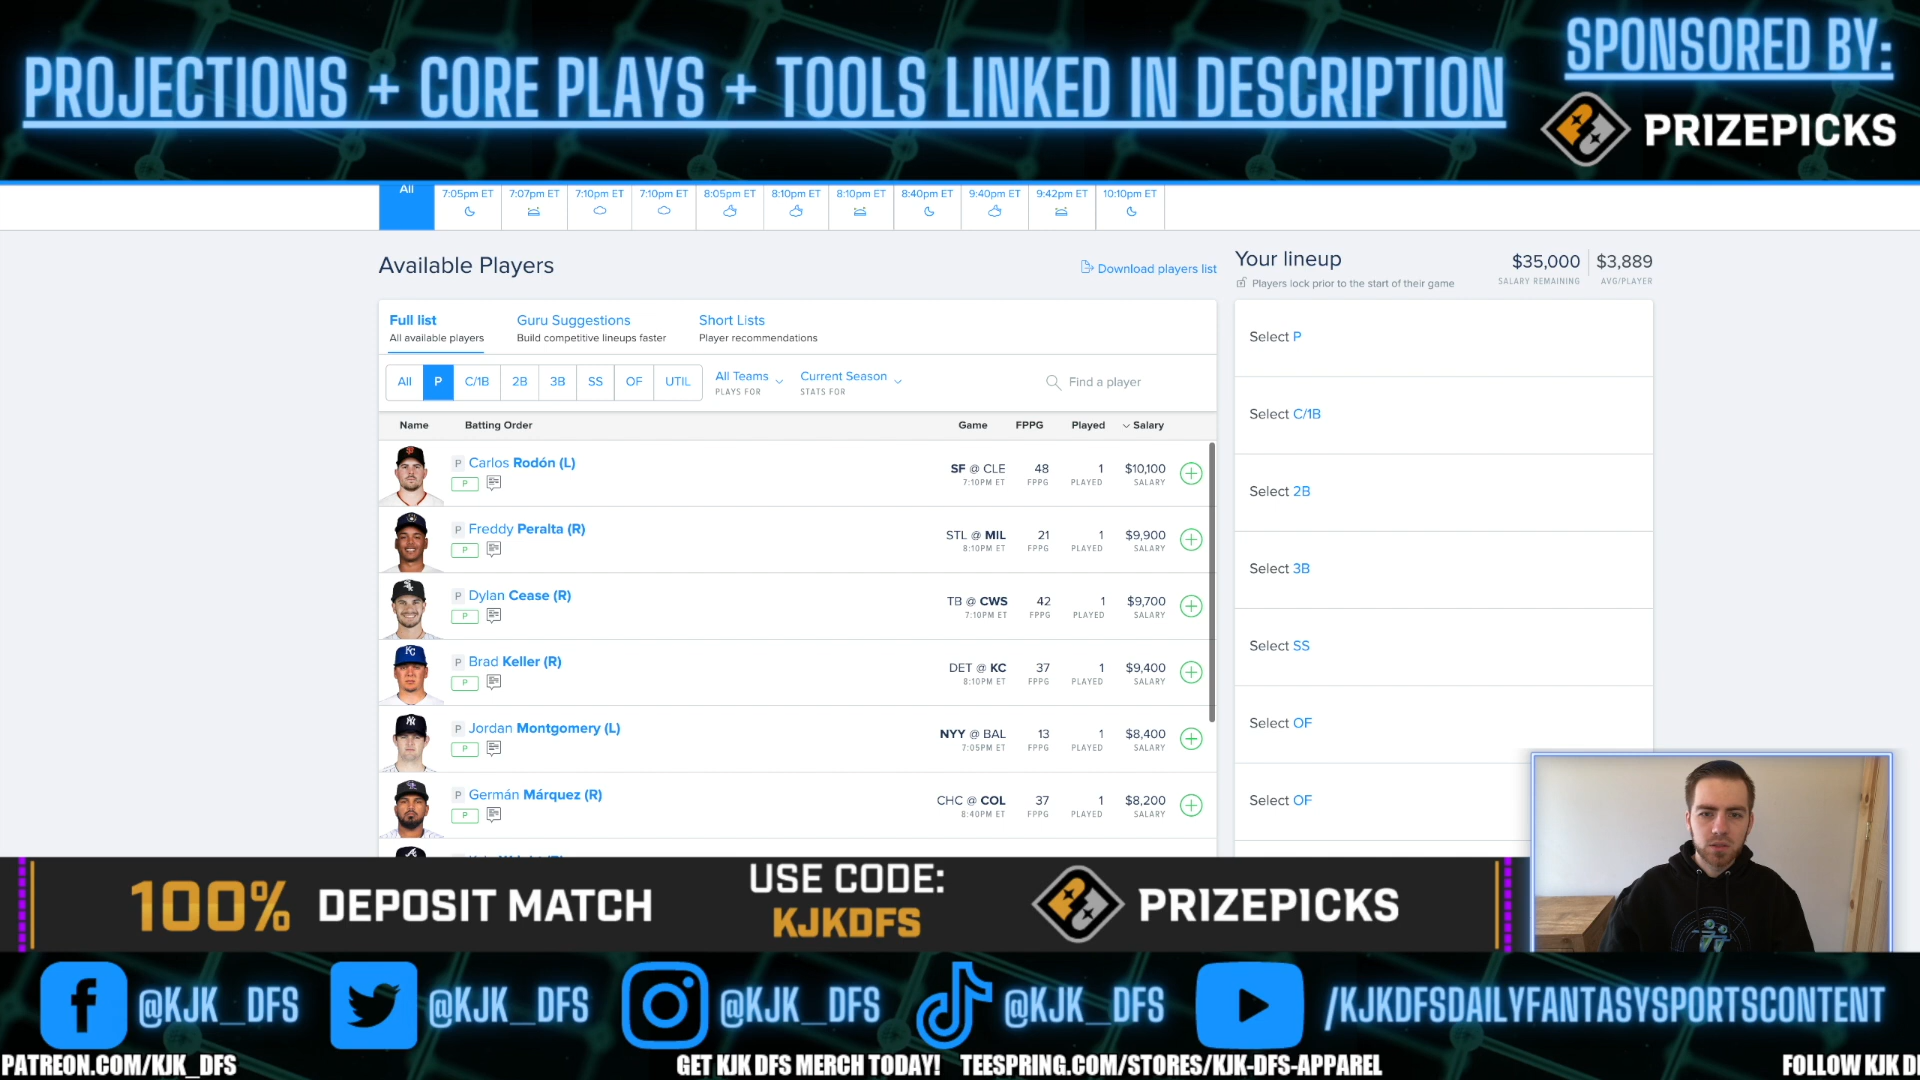 PROJECTIONS + CORE PLAYS + TOOLS LINKED IN DESCRIPTION
SPONSORED BY:
PRIZEPICKS
All
7:05pm ET
7:07pm ET
7:10pm ET
7:10pm ET
8:05pm ET
8:10pm ET
8:10pm ET
8:40pm ET
9:40pm ET
9:42pm ET
10:10pm ET
Available Players
Download players list
Full list
All available players
Guru Suggestions
Build competitive lineups faster
Short Lists
Player recommendations
All P C/1B 2B 3B SS OF UTIL
All Teams
PLAYS FOR
Current Season
STATS FOR
Find a player
Name Batting Order Game FPPG Played Salary
P Carlos Rodón (L) SF @ CLE 48 1 $10,100
P 7:10PM ET FPPG PLAYED SALARY
P Freddy Peralta (R) STL @ MIL 21 1 $9,900
P 8:10PM ET FPPG PLAYED SALARY
P Dylan Cease (R) TB @ CWS 42 1 $9,700
P 7:10PM ET FPPG PLAYED SALARY
P Brad Keller (R) DET @ KC 37 1 $9,400
P 8:10PM ET FPPG PLAYED SALARY
P Jordan Montgomery (L) NYY @ BAL 13 1 $8,400
P 7:05PM ET FPPG PLAYED SALARY
P Germán Márquez (R) CHC @ COL 37 1 $8,200
P 8:40PM ET FPPG PLAYED SALARY
Your lineup
Players lock prior to the start of their game
$35,000
SALARY REMAINING
$3,889
AVG/PLAYER
Select P
Select C/1B
Select 2B
Select 3B
Select SS
Select OF
Select OF
100% DEPOSIT MATCH
USE CODE:
KJKDFS
PRIZEPICKS
@KJK_DFS
@KJK_DFS
@KJK_DFS
@KJK_DFS
/KJKDFSDAILYFANTASYSPORTSCONTENT
PATREON.COM/KJK_DFS
GET KJK DFS MERCH TODAY! TEESPRING.COM/STORES/KJK-DFS-APPAREL
FOLLOW KJK